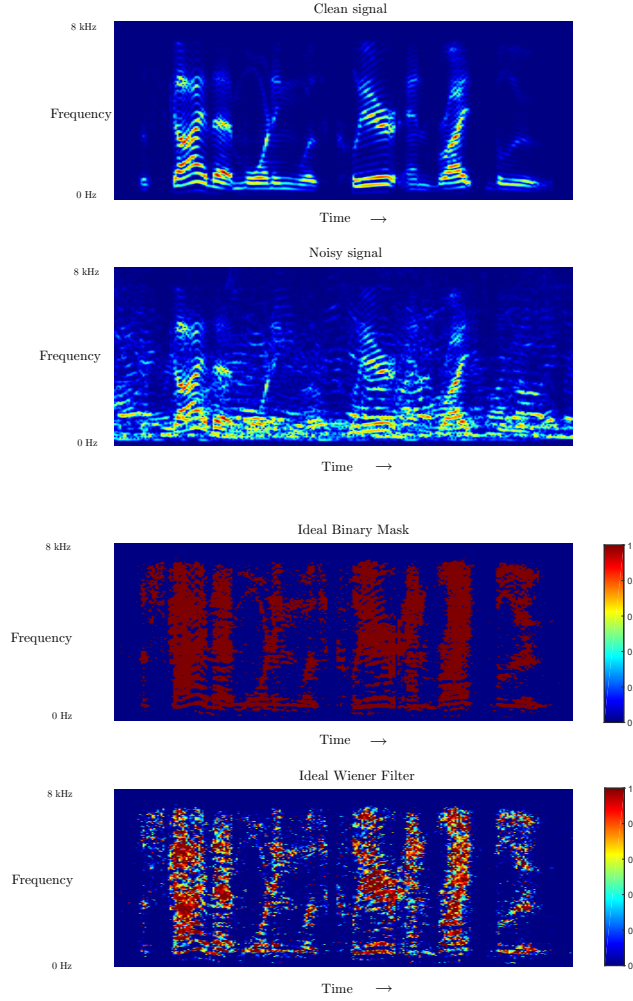 Clean signal
8 kHz
Frequency
0 Hz
Time →
Noisy signal
8 kHz
Frequency
0 Hz
Time →
Ideal Binary Mask
8 kHz
1
0
0
Frequency
0
0
0 Hz
0
Time →
Ideal Wiener Filter
8 kHz
1
0
0
Frequency
0
0
0 Hz
0
Time →